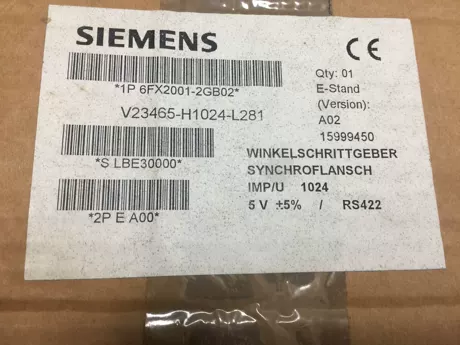 SIEMENS
*1P 6FX2001-2GB02*
V23465-H1024-L281
*S LBE30000*
*2P E A00*
CE
Qty: 01
E-Stand
(Version):
A02
15999450
WINKELSCHRITTGEBER
SYNCHROFLANSCH
IMP/U 1024
5 V ±5% / RS422